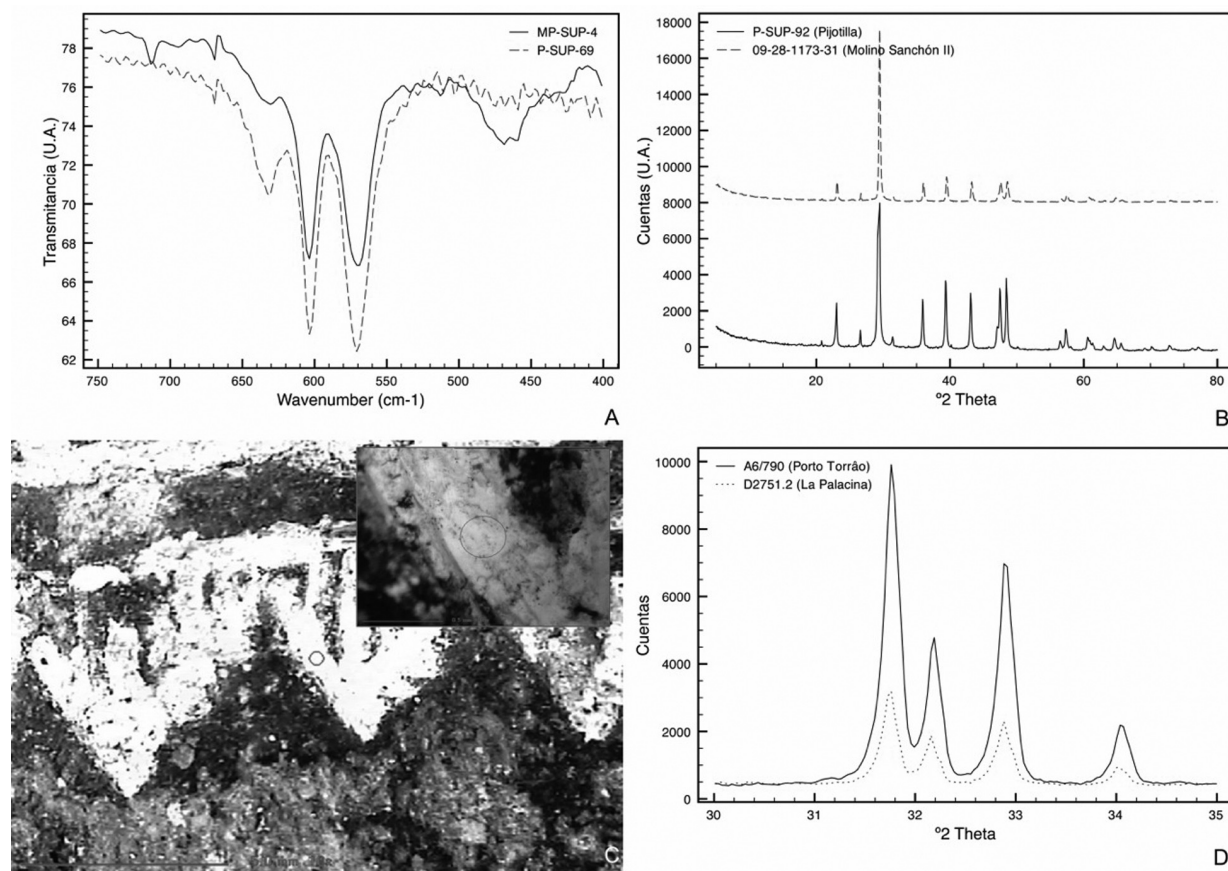 MP-SUP-4
P-SUP-69
78
76
74
72
70
68
66
64
62
Transmitancia (U.A.)
750 700 650 600 550 500 450 400
Wavenumber (cm-1)
A
P-SUP-92 (Pijotilla)
09-28-1173-31 (Molino Sanchón II)
18000
16000
14000
12000
10000
8000
6000
4000
2000
0
Cuentas (U.A.)
20 40 60 80
º2 Theta
B
C
A6/790 (Porto Torrâo)
D2751.2 (La Palacina)
10000
8000
6000
4000
2000
0
Cuentas
30 31 32 33 34 35
º2 Theta
D